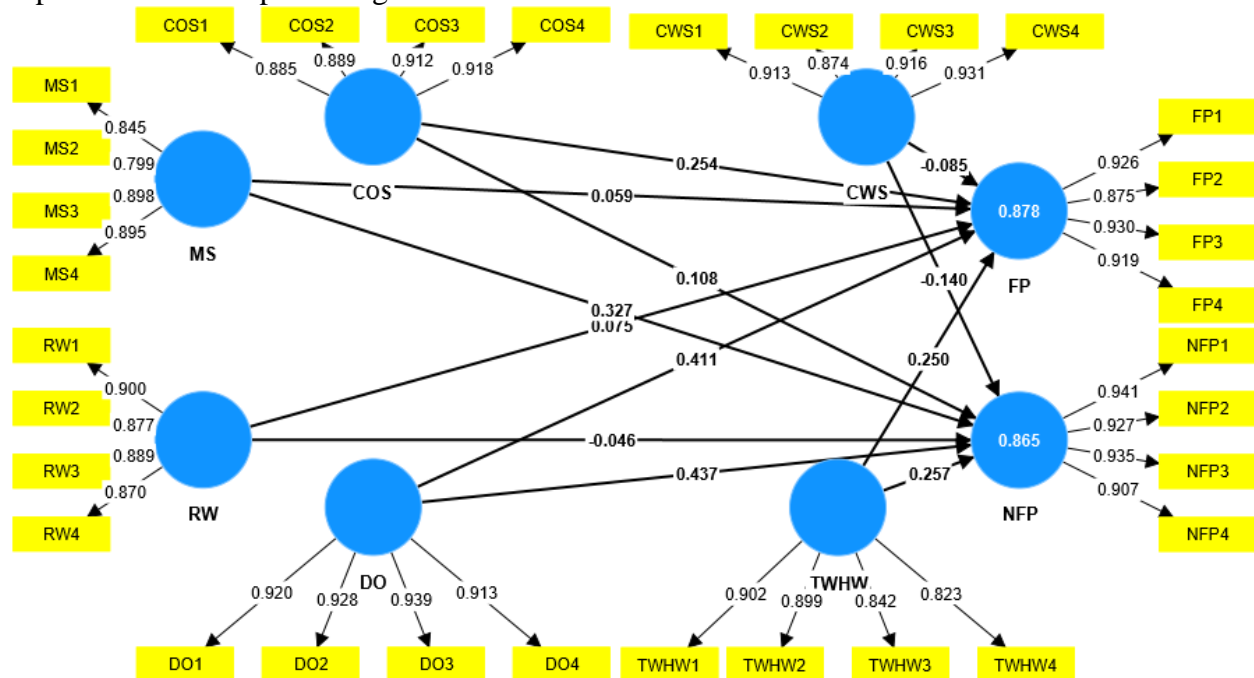 COS1 COS2 COS3 COS4 CWS1 CWS2 CWS3 CWS4
0.885 0.889 0.912 0.918 0.913 0.874 0.916 0.931
MS1
MS2
MS3
MS4
0.845
0.799
0.898
0.895
MS
COS
CWS
0.254
0.059
-0.085
FP1
FP2
FP3
FP4
0.926
0.875
0.930
0.919
0.878
FP
0.108
-0.140
0.327
0.075
0.411
0.250
RW1
RW2
RW3
RW4
0.900
0.877
0.889
0.870
RW
-0.046
0.437
0.257
NFP1
NFP2
NFP3
NFP4
0.941
0.927
0.935
0.907
0.865
NFP
DO
TWHW
0.920 0.928 0.939 0.913 0.902 0.899 0.842 0.823
DO1 DO2 DO3 DO4 TWHW1 TWHW2 TWHW3 TWHW4